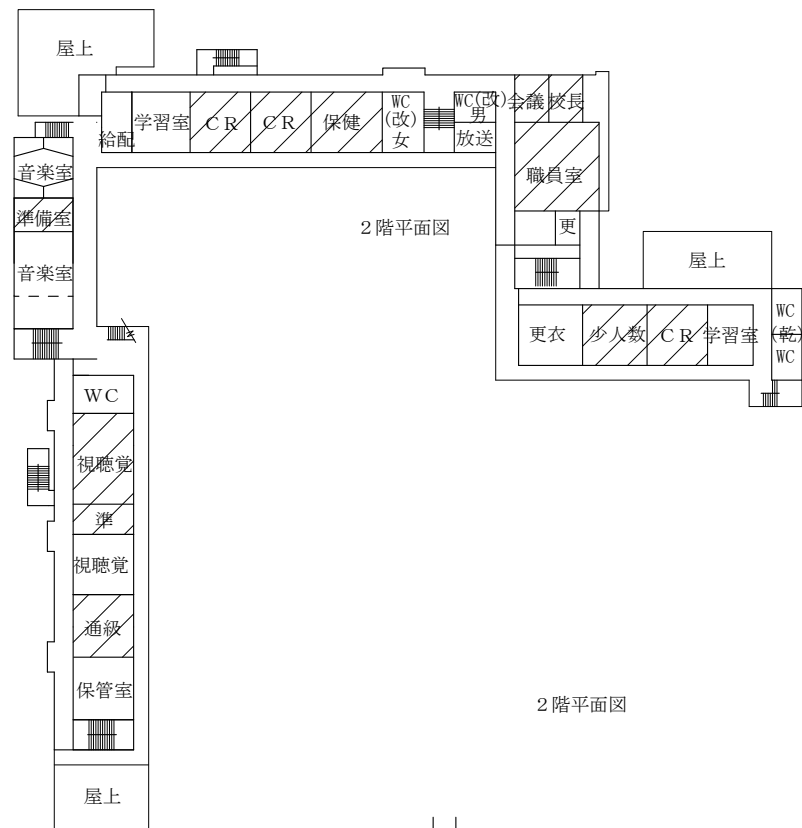 屋上
給配
学習室
ＣＲ
ＣＲ
保健
WC
(改)
女
WC(改)
男
放送
会議
校長
職員室
更
音楽室
準備室
音楽室
２階平面図
屋上
更衣
少人数
ＣＲ
学習室
WC
(乾)
WC
ＷＣ
視聴覚
準
視聴覚
通級
保管室
２階平面図
屋上